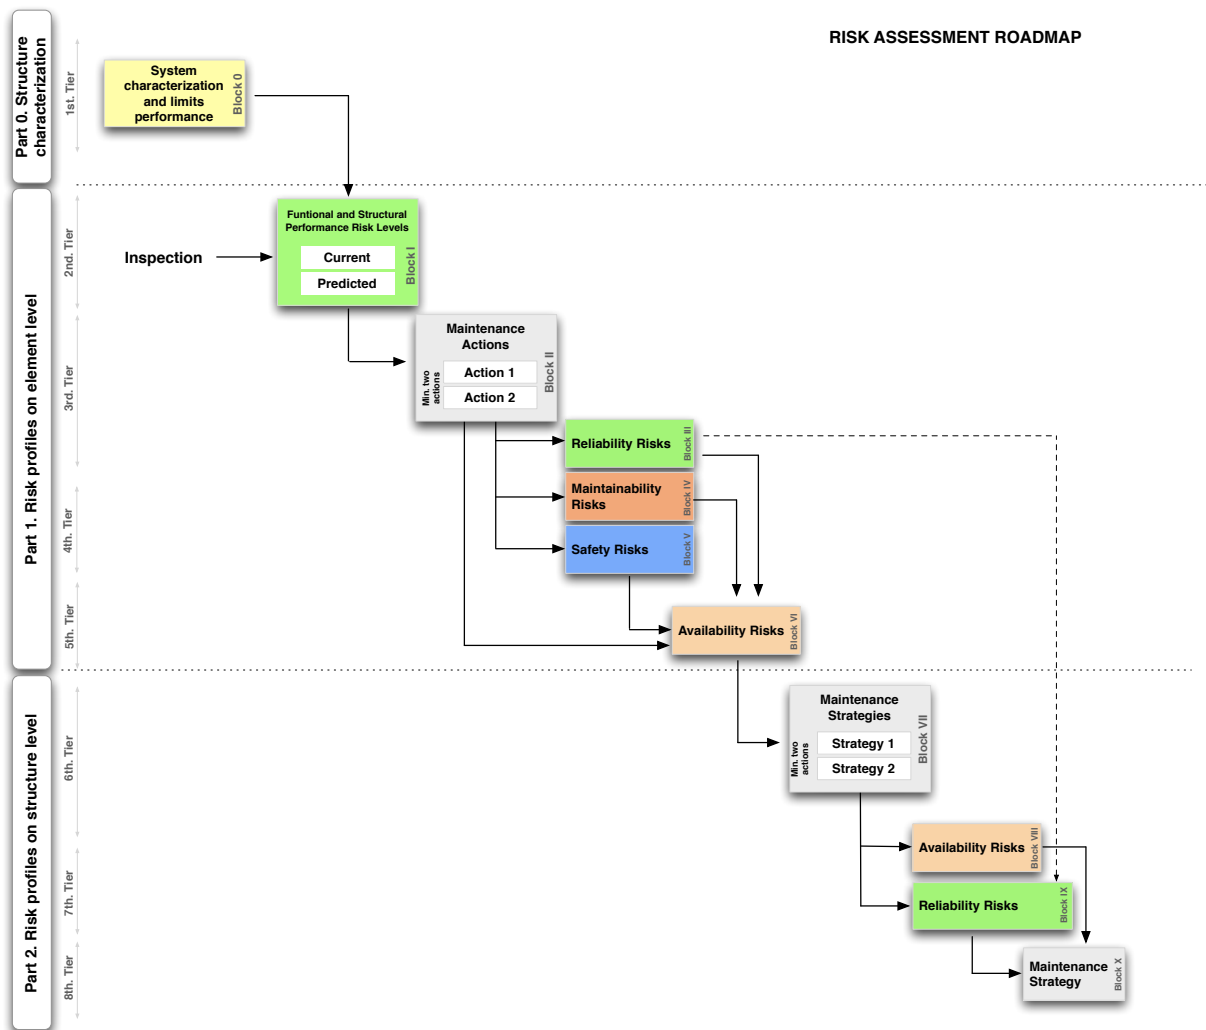 RISK ASSESSMENT ROADMAP
Part 0. Structure
characterization
1st. Tier
System
characterization
and limits
performance
Block 0
Part 1. Risk profiles on element level
2nd. Tier
Inspection
Funtional and Structural
Performance Risk Levels
Current
Predicted
Block I
3rd. Tier
Maintenance
Actions
Min. two
actions
Action 1
Action 2
Block II
Reliability Risks
Block III
4th. Tier
Maintainability
Risks
Block IV
Safety Risks
Block V
5th. Tier
Availability Risks
Block VI
Part 2. Risk profiles on structure level
6th. Tier
Maintenance
Strategies
Min. two
actions
Strategy 1
Strategy 2
Block VII
Availability Risks
Block VIII
7th. Tier
Reliability Risks
Block IX
8th. Tier
Maintenance
Strategy
Block X